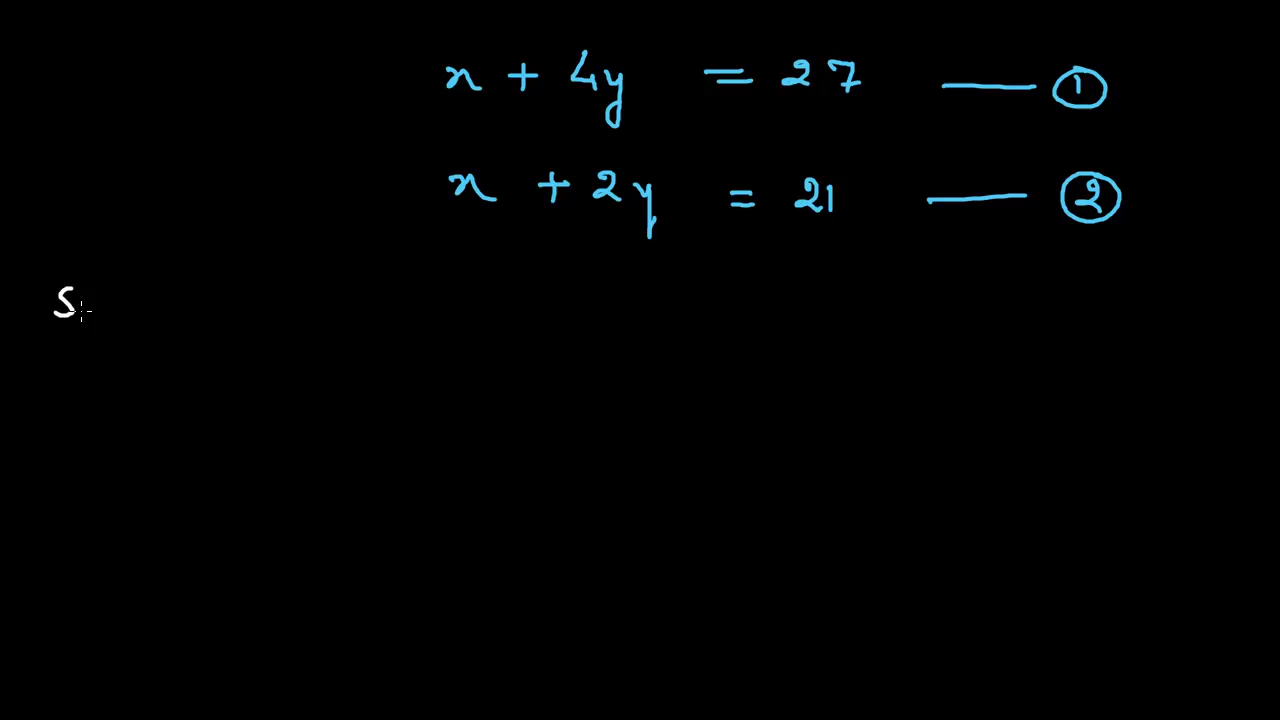 x + 4y = 27 — ①
x + 2y = 21 — ②
S